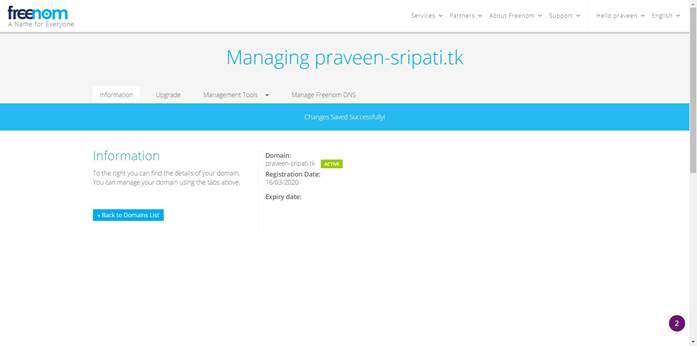 freenom
A Name for Everyone
Services Partners About Freenom Support Hello praveen English
Managing praveen-sripati.tk
Information Upgrade Management Tools Manage Freenom DNS
Changes Saved Successfully!
Information
To the right you can find the details of your domain.
You can manage your domain using the tabs above.
« Back to Domains List
Domain:
praveen-sripati.tk ACTIVE
Registration Date:
16/03/2020
Expiry date:
2